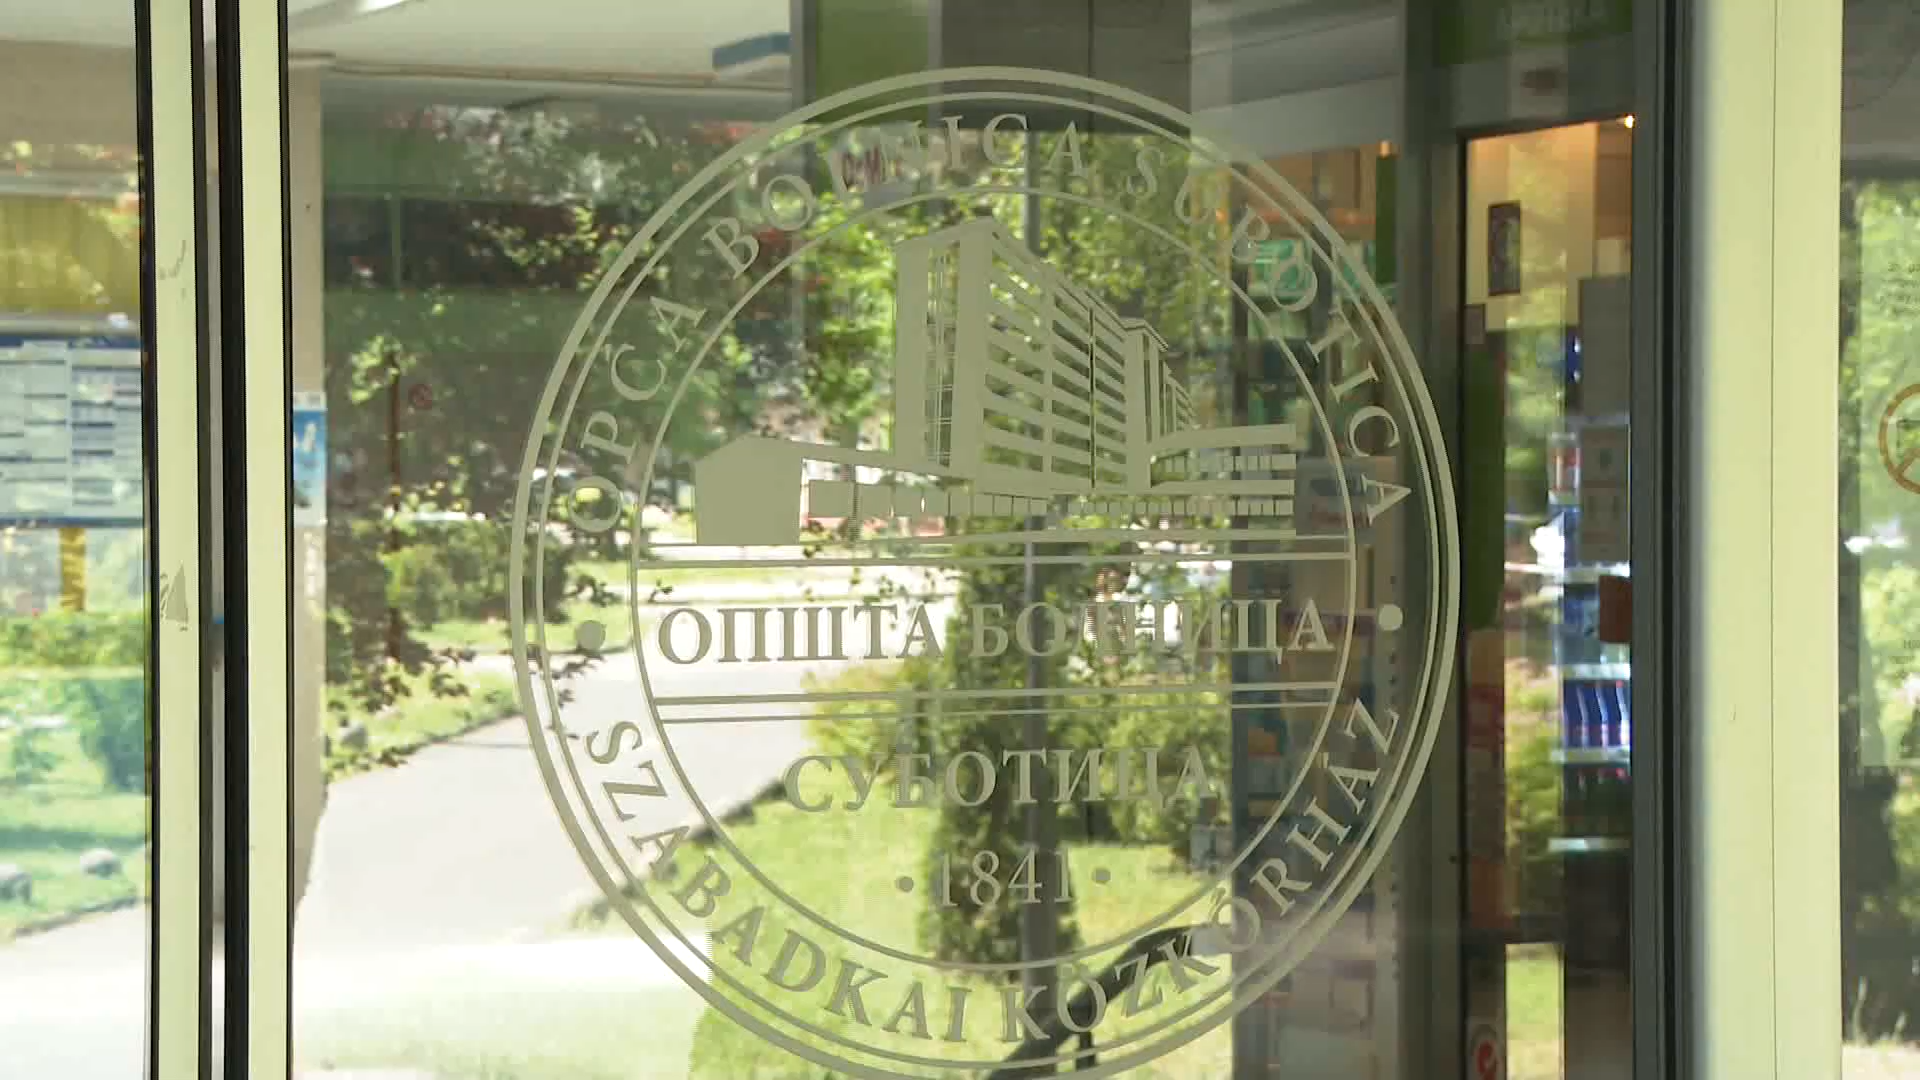 OPĆA BOLNICA SUBOTICA
ОПШТА БОЛНИЦА
СУБОТИЦА
·1841·
SZABADKAI KÖZKÓRHÁZ